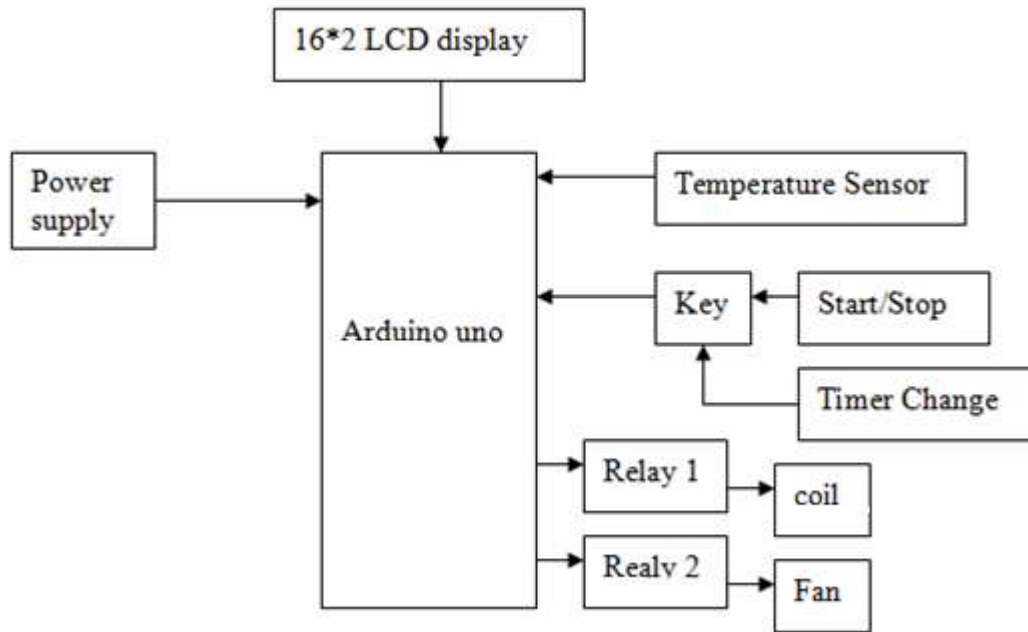 16*2 LCD display
Power
supply
Temperature Sensor
Arduino uno
Key
Start/Stop
Timer Change
Relay 1
coil
Realy 2
Fan